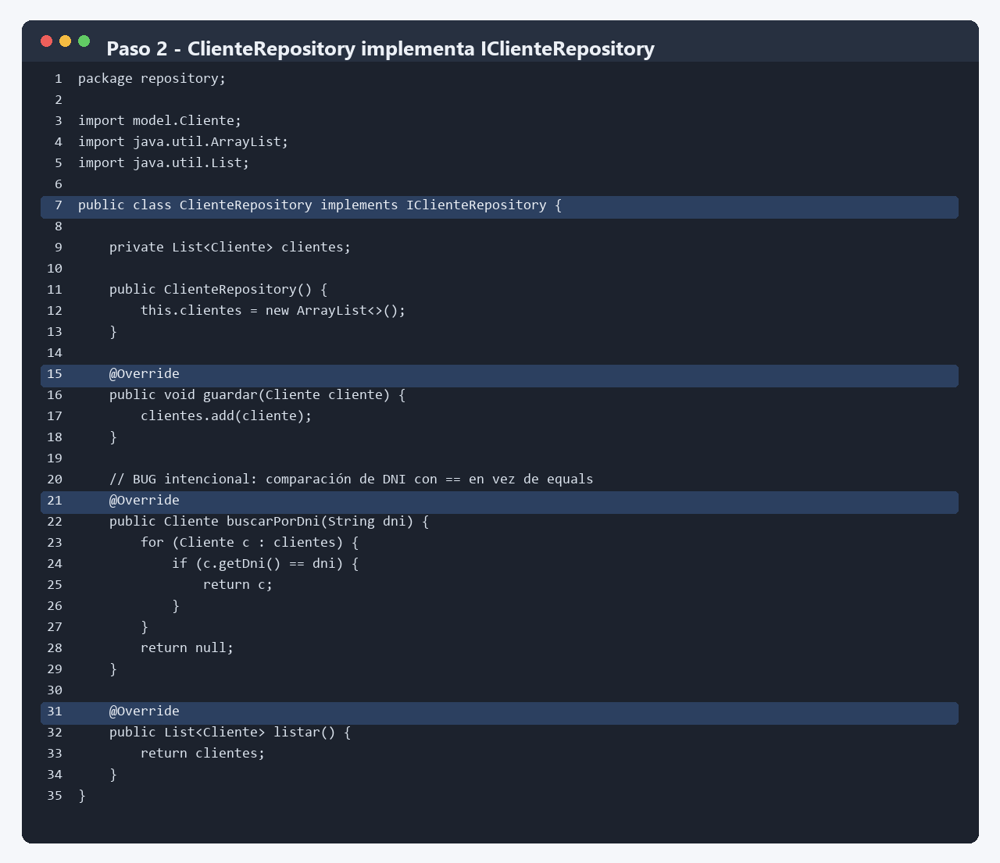 Paso 2 - ClienteRepository implementa IClienteRepository
1 package repository;
2
3 import model.Cliente;
4 import java.util.ArrayList;
5 import java.util.List;
6
7 public class ClienteRepository implements IClienteRepository {
8
9     private List<Cliente> clientes;
10
11     public ClienteRepository() {
12         this.clientes = new ArrayList<>();
13     }
14
15     @Override
16     public void guardar(Cliente cliente) {
17         clientes.add(cliente);
18     }
19
20     // BUG intencional: comparación de DNI con == en vez de equals
21     @Override
22     public Cliente buscarPorDni(String dni) {
23         for (Cliente c : clientes) {
24             if (c.getDni() == dni) {
25                 return c;
26             }
27         }
28         return null;
29     }
30
31     @Override
32     public List<Cliente> listar() {
33         return clientes;
34     }
35 }